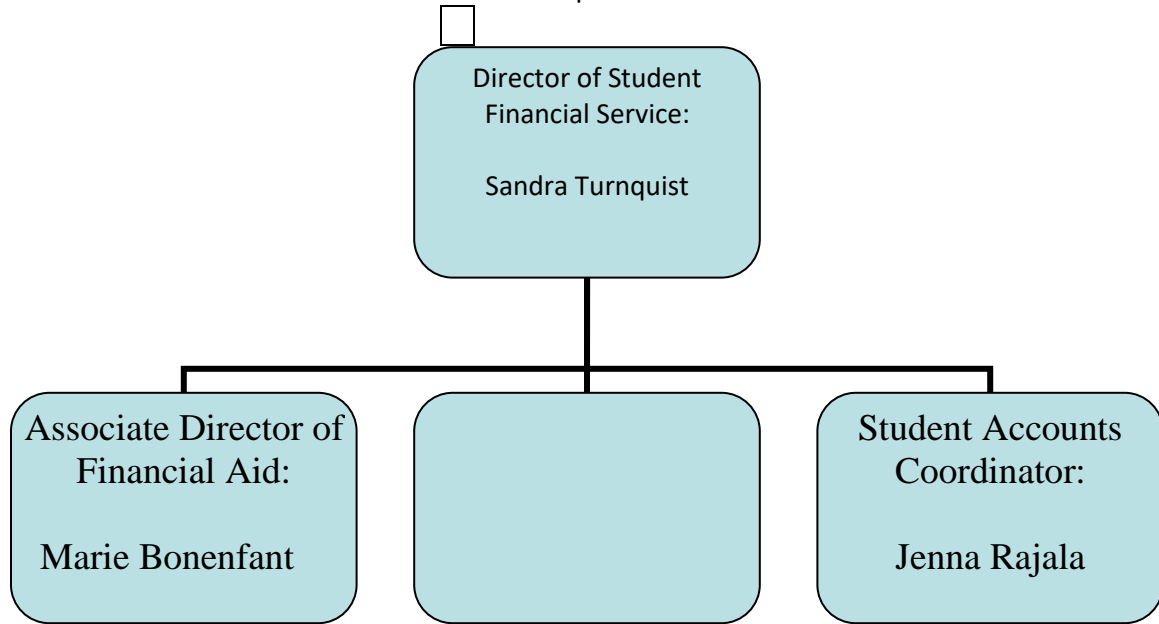 Director of Student
Financial Service:
Sandra Turnquist
Associate Director of
Financial Aid:
Marie Bonenfant
Student Accounts
Coordinator:
Jenna Rajala